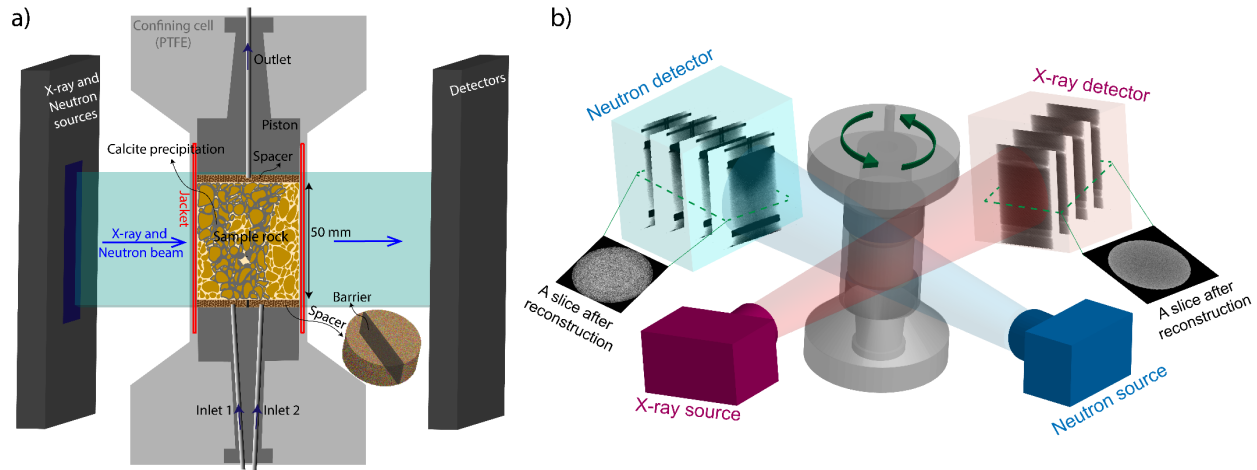 a)
Confining cell
(PTFE)
X-ray and
Neutron
sources
Outlet
Detectors
Piston
Calcite precipitation
Spacer
Jacket
X-ray and
Neutron beam
Sample rock
50 mm
Barrier
Spacer
Inlet 1
Inlet 2
b)
Neutron detector
X-ray detector
A slice after
reconstruction
A slice after
reconstruction
X-ray source
Neutron source